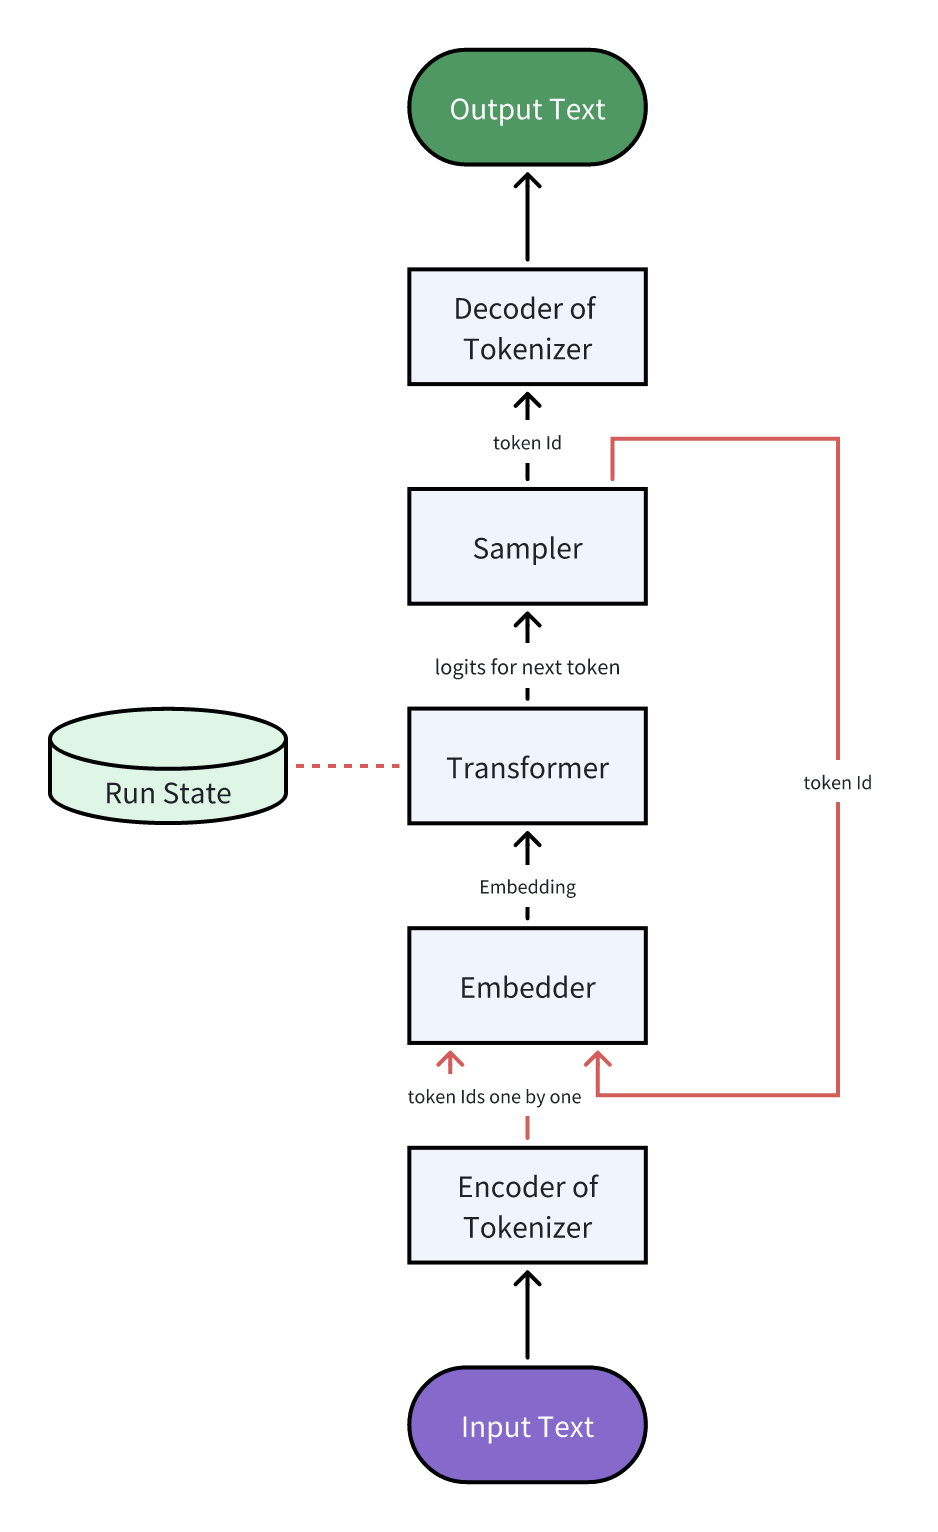 Output Text
Decoder of
Tokenizer
token Id
Sampler
logits for next token
Transformer
Run State
token Id
Embedding
Embedder
token Ids one by one
Encoder of
Tokenizer
Input Text